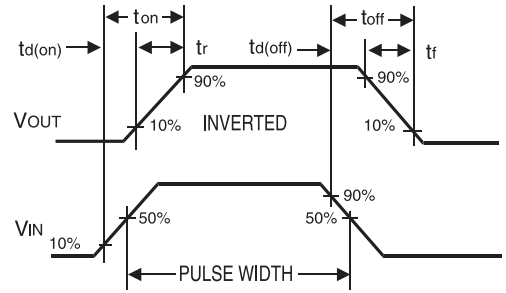 ton toff
td(on) tr td(off) tf
90% 90%
VOUT 10% INVERTED 10%
90%
VIN 50% 50%
10%
PULSE WIDTH